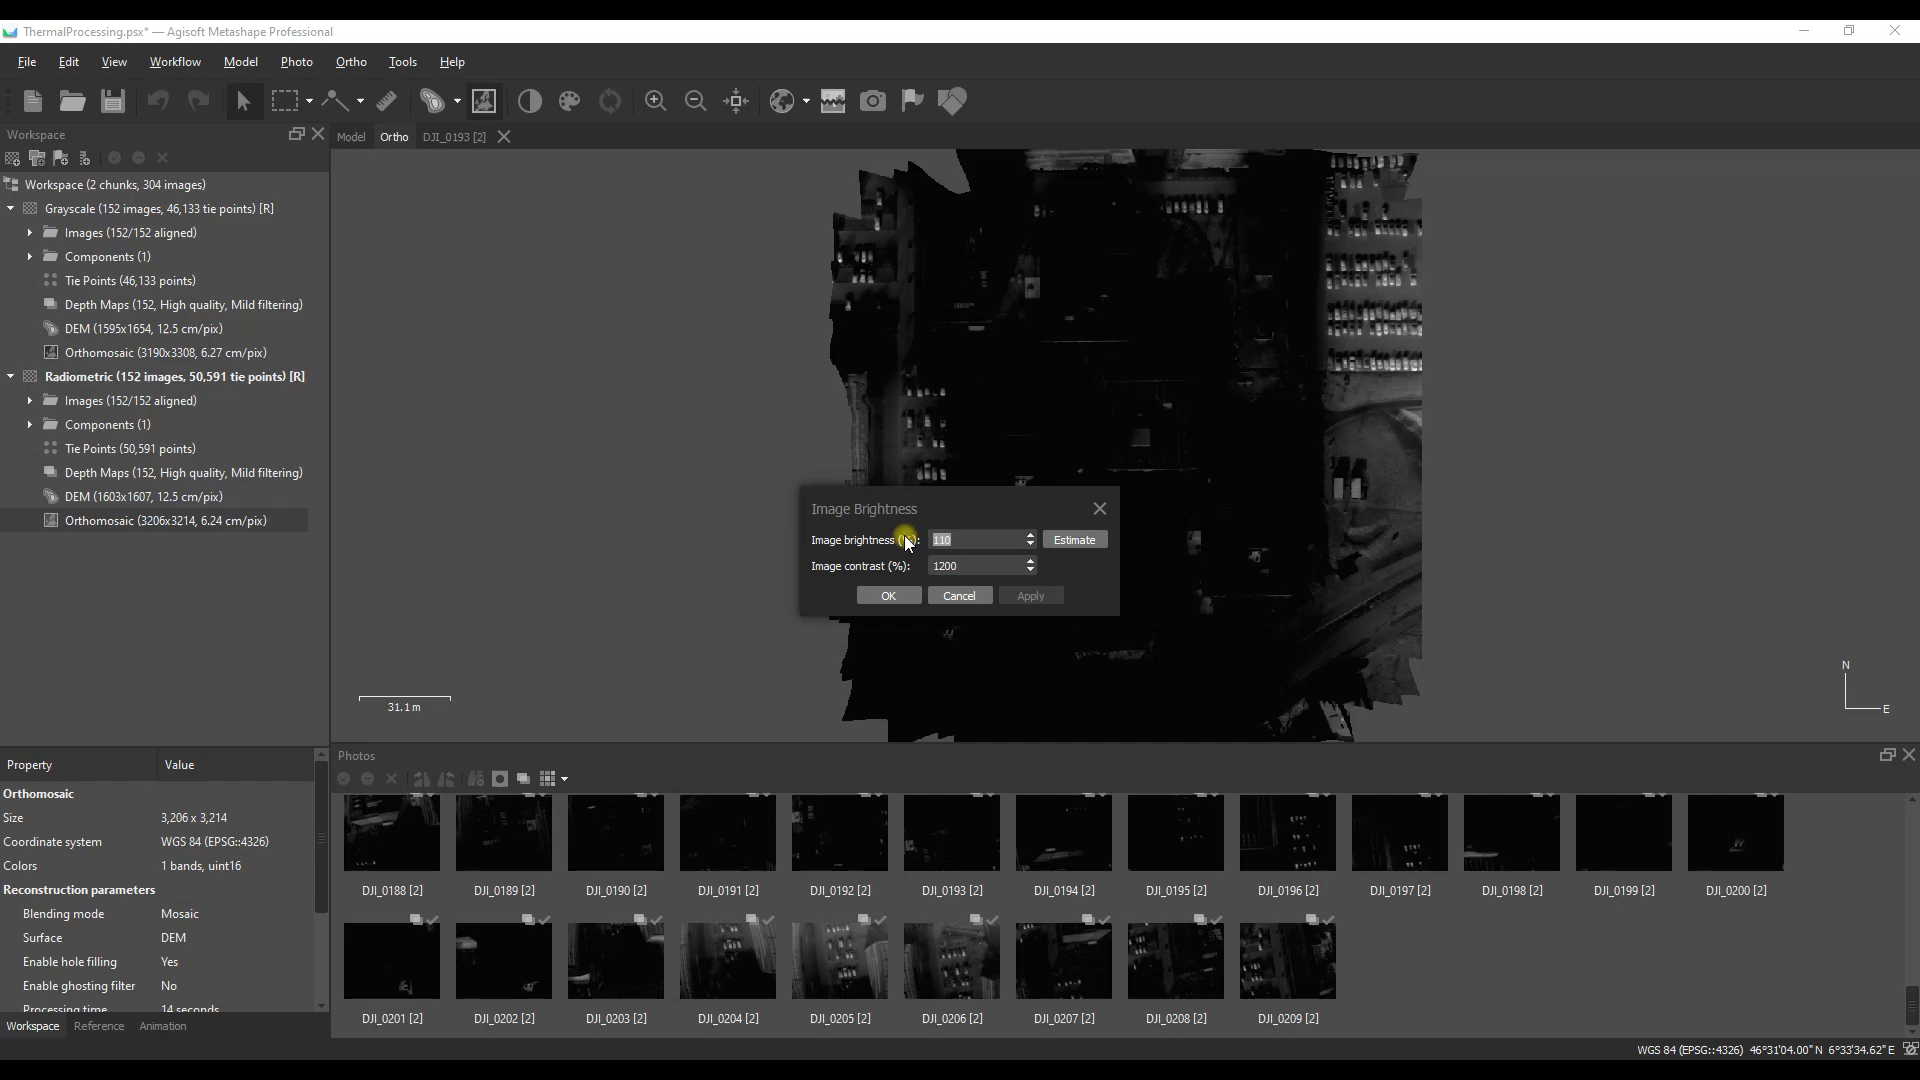 ThermalProcessing.psx* — Agisoft Metashape Professional
File Edit View Workflow Model Photo Ortho Tools Help
Workspace
Model Ortho DJI_0193 [2]
Workspace (2 chunks, 304 images)
Grayscale (152 images, 46,133 tie points) [R]
Images (152/152 aligned)
Components (1)
Tie Points (46,133 points)
Depth Maps (152, High quality, Mild filtering)
DEM (1595x1654, 12.5 cm/pix)
Orthomosaic (3190x3308, 6.27 cm/pix)
Radiometric (152 images, 50,591 tie points) [R]
Images (152/152 aligned)
Components (1)
Tie Points (50,591 points)
Depth Maps (152, High quality, Mild filtering)
DEM (1603x1607, 12.5 cm/pix)
Orthomosaic (3206x3214, 6.24 cm/pix)
Image Brightness
Image brightness (%): 110 Estimate
Image contrast (%): 1200
OK Cancel Apply
31.1 m
N
E
Property Value
Orthomosaic
Size 3,206 x 3,214
Coordinate system WGS 84 (EPSG::4326)
Colors 1 bands, uint16
Reconstruction parameters
Blending mode Mosaic
Surface DEM
Enable hole filling Yes
Enable ghosting filter No
Processing time 14 seconds
Workspace Reference Animation
Photos
DJI_0188 [2] DJI_0189 [2] DJI_0190 [2] DJI_0191 [2] DJI_0192 [2] DJI_0193 [2] DJI_0194 [2] DJI_0195 [2] DJI_0196 [2] DJI_0197 [2] DJI_0198 [2] DJI_0199 [2] DJI_0200 [2]
DJI_0201 [2] DJI_0202 [2] DJI_0203 [2] DJI_0204 [2] DJI_0205 [2] DJI_0206 [2] DJI_0207 [2] DJI_0208 [2] DJI_0209 [2]
WGS 84 (EPSG::4326) 46°31'04.00" N 6°33'34.62" E